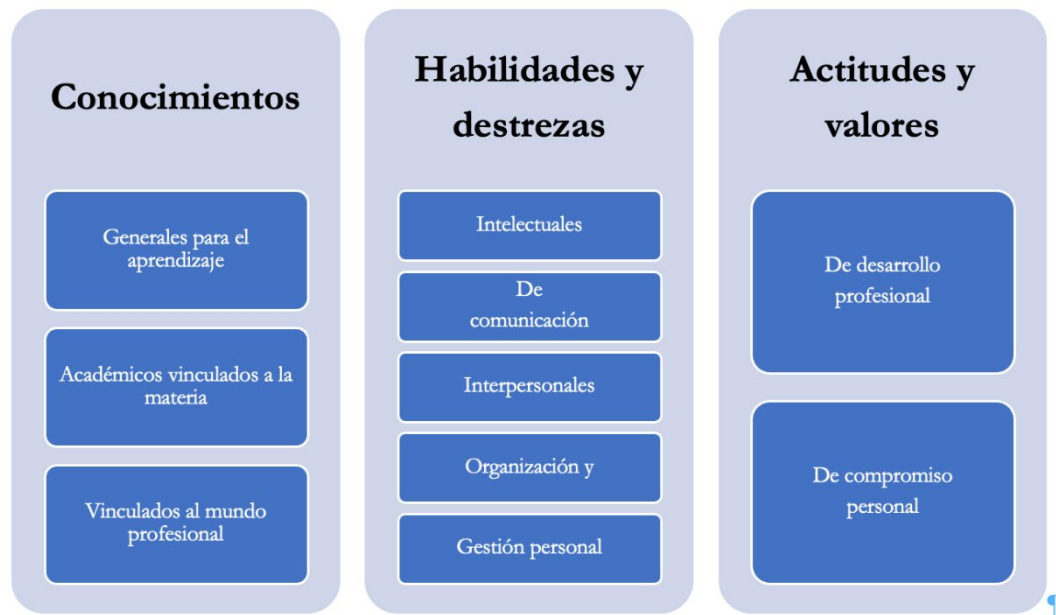 Conocimientos
Generales para el
aprendizaje
Académicos vinculados a la
materia
Vinculados al mundo
profesional
Habilidades y
destrezas
Intelectuales
De
comunicación
Interpersonales
Organización y
Gestión personal
Actitudes y
valores
De desarrollo
profesional
De compromiso
personal
¶